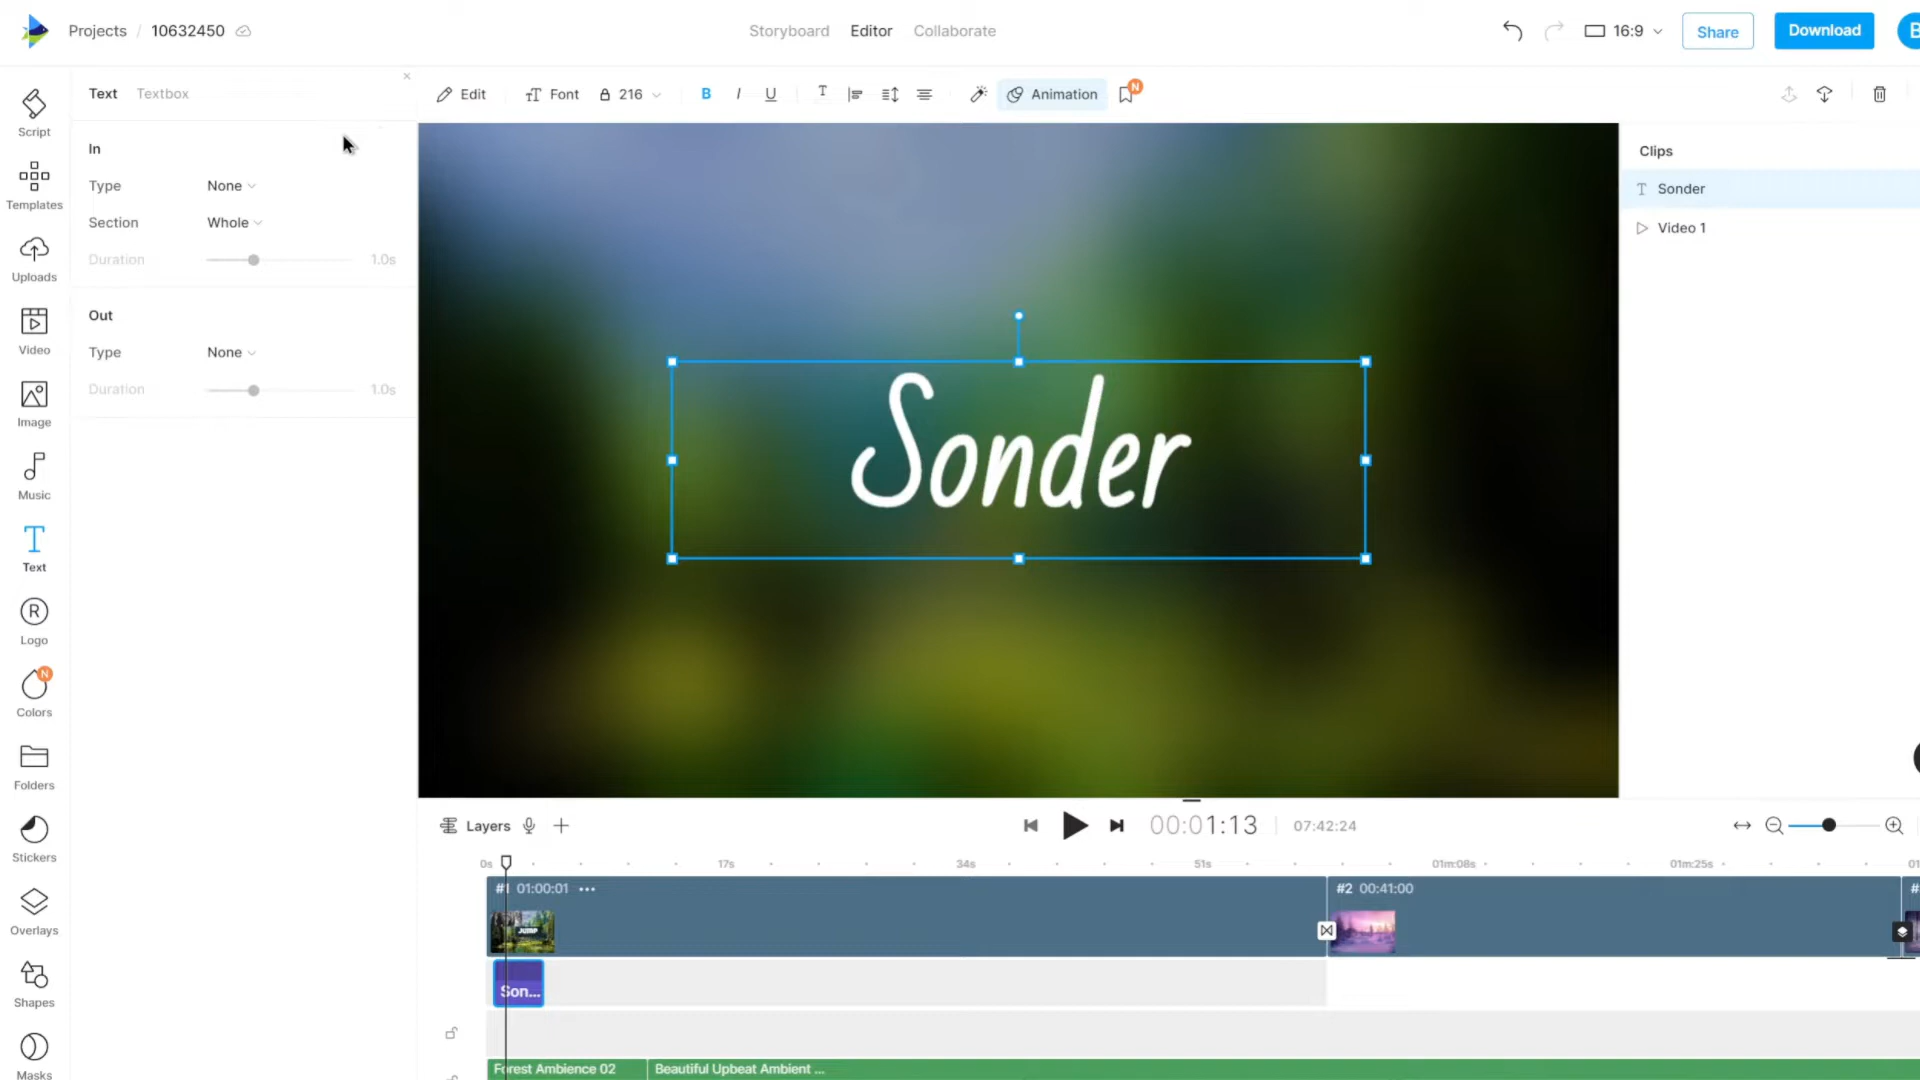 Projects / 10632450
Storyboard Editor Collaborate
16:9
Share
Download
B
Text Textbox
Edit Font 216 B I U T Animation N
Script
Templates
Uploads
Video
Image
Music
Text
Logo
Colors
Folders
Stickers
Overlays
Shapes
Masks
R
N
In
Type None
Section Whole
Duration 1.0s
Out
Type None
Duration 1.0s
Sonder
Clips
T Sonder
Video 1
Layers
00:01:13 07:42:24
0s 17s 34s 51s 01m:08s 01m:25s 01
#1 01:00:01 •••
#2 00:41:00
#
JUMP
Son...
Forest Ambience 02
Beautiful Upbeat Ambient ...